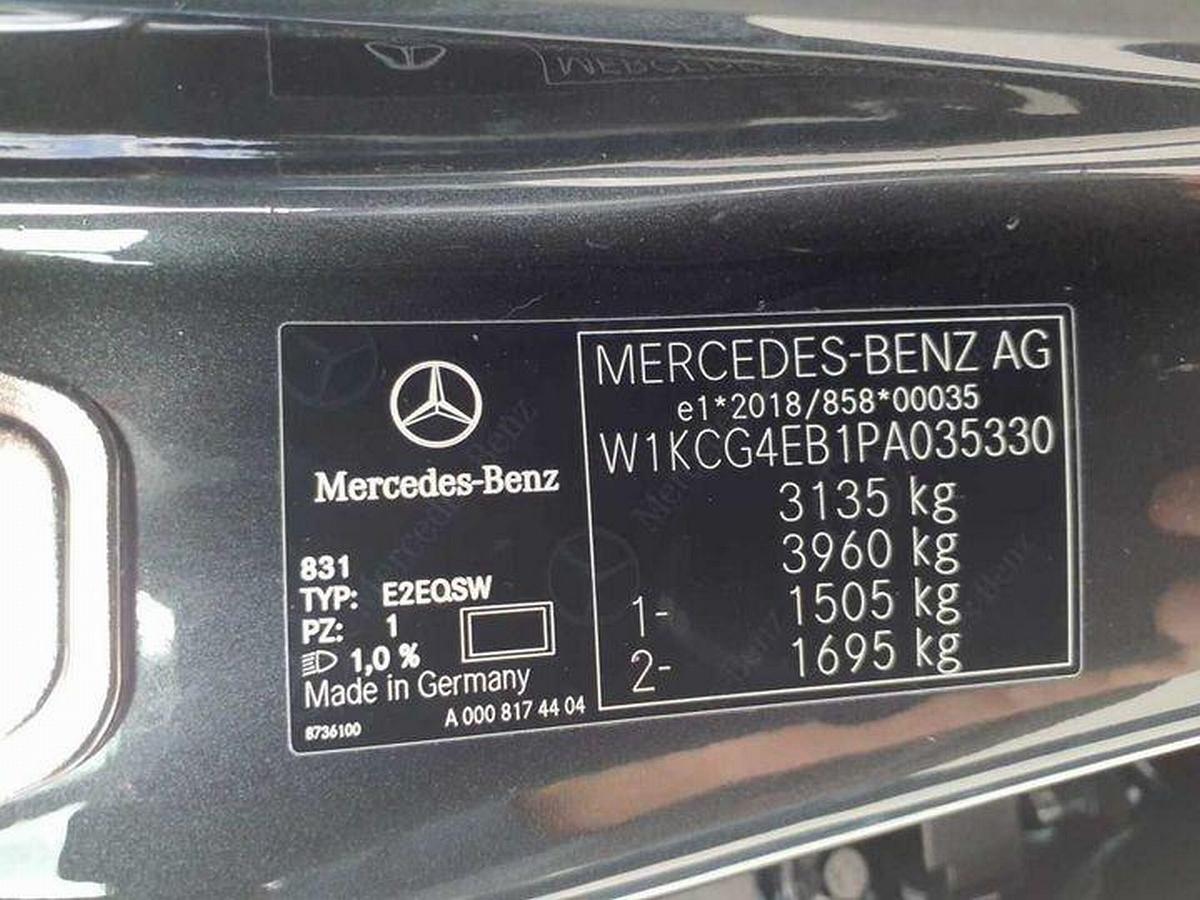 Mercedes-Benz
831
TYP: E2EQSW
PZ: 1
1,0 %
Made in Germany
8736100
A 000 817 44 04
MERCEDES-BENZ AG
e1*2018/858*00035
W1KCG4EB1PA035330
3135 kg
3960 kg
1- 1505 kg
2- 1695 kg